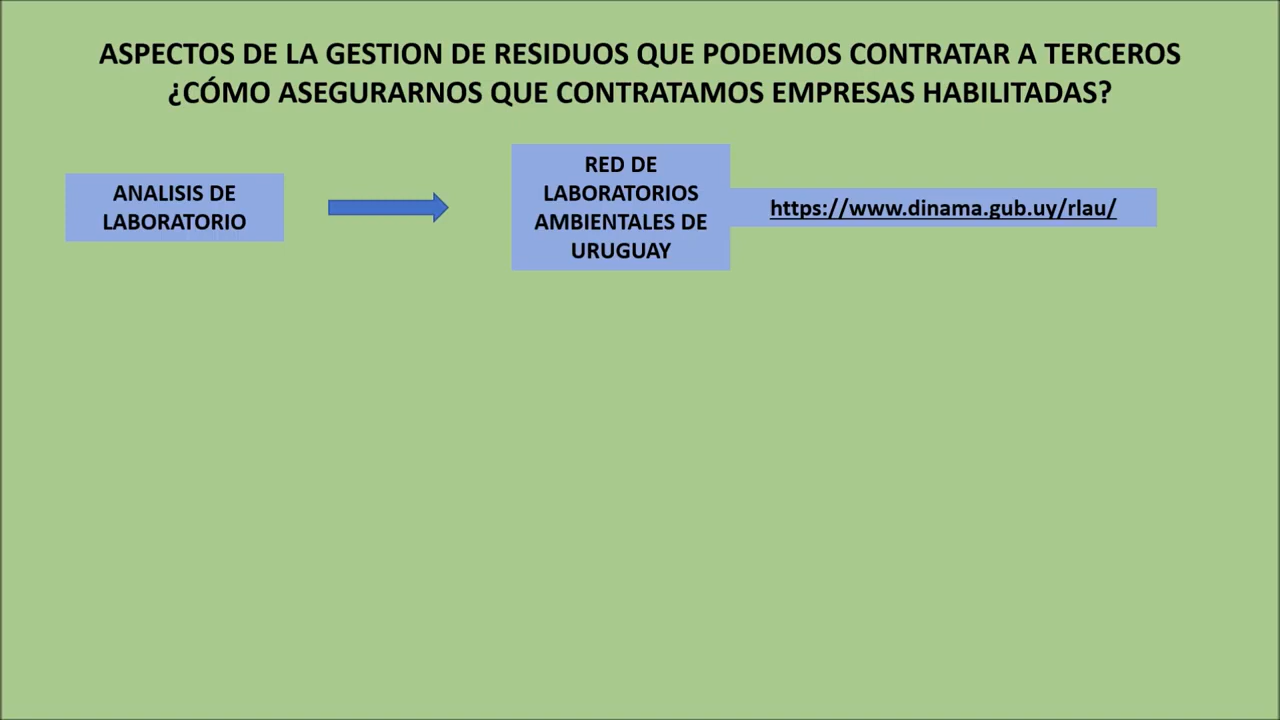 ASPECTOS DE LA GESTION DE RESIDUOS QUE PODEMOS CONTRATAR A TERCEROS
¿CÓMO ASEGURARNOS QUE CONTRATAMOS EMPRESAS HABILITADAS?
ANALISIS DE
LABORATORIO
RED DE
LABORATORIOS
AMBIENTALES DE
URUGUAY
https://www.dinama.gub.uy/rlau/